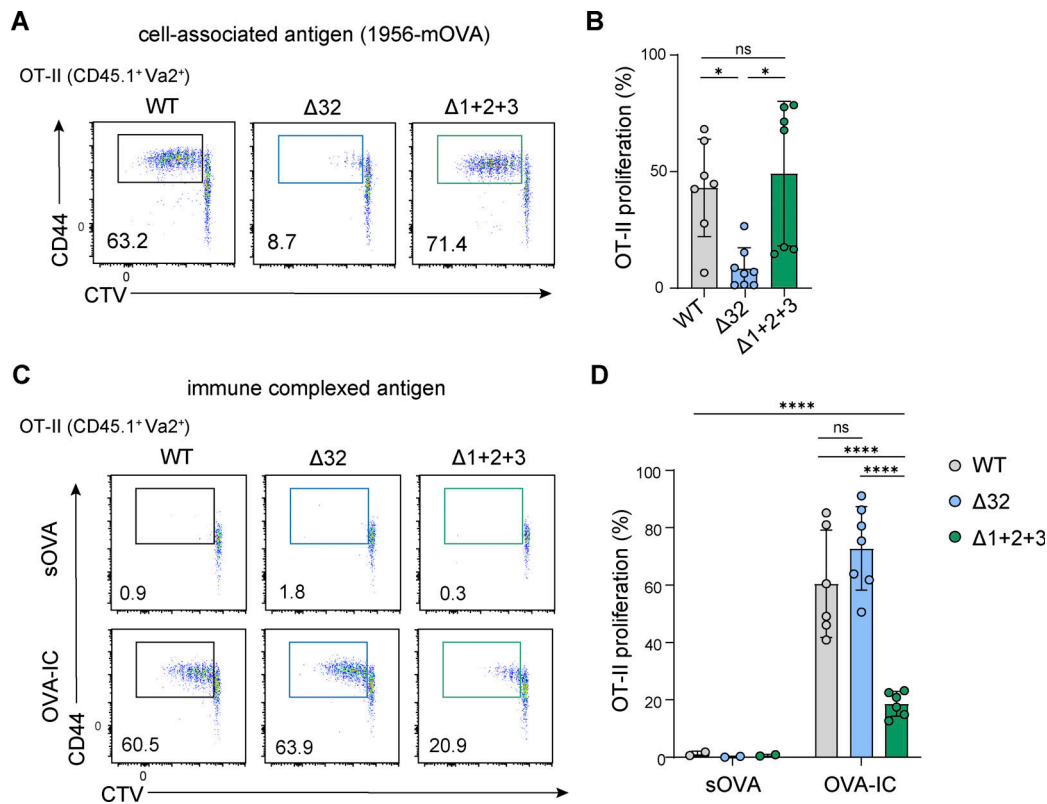 A
cell-associated antigen (1956-mOVA)
OT-II (CD45.1+ Va2+)
WT
Δ32
Δ1+2+3
CD44
0
63.2
8.7
71.4
0
CTV
B
OT-II proliferation (%)
100
50
0
ns
*
*
WT
Δ32
Δ1+2+3
C
immune complexed antigen
OT-II (CD45.1+ Va2+)
WT
Δ32
Δ1+2+3
sOVA
0.9
1.8
0.3
OVA-IC
CD44
0
60.5
63.9
20.9
0
CTV
D
OT-II proliferation (%)
100
80
60
40
20
0
****
ns
****
****
sOVA
OVA-IC
WT
Δ32
Δ1+2+3